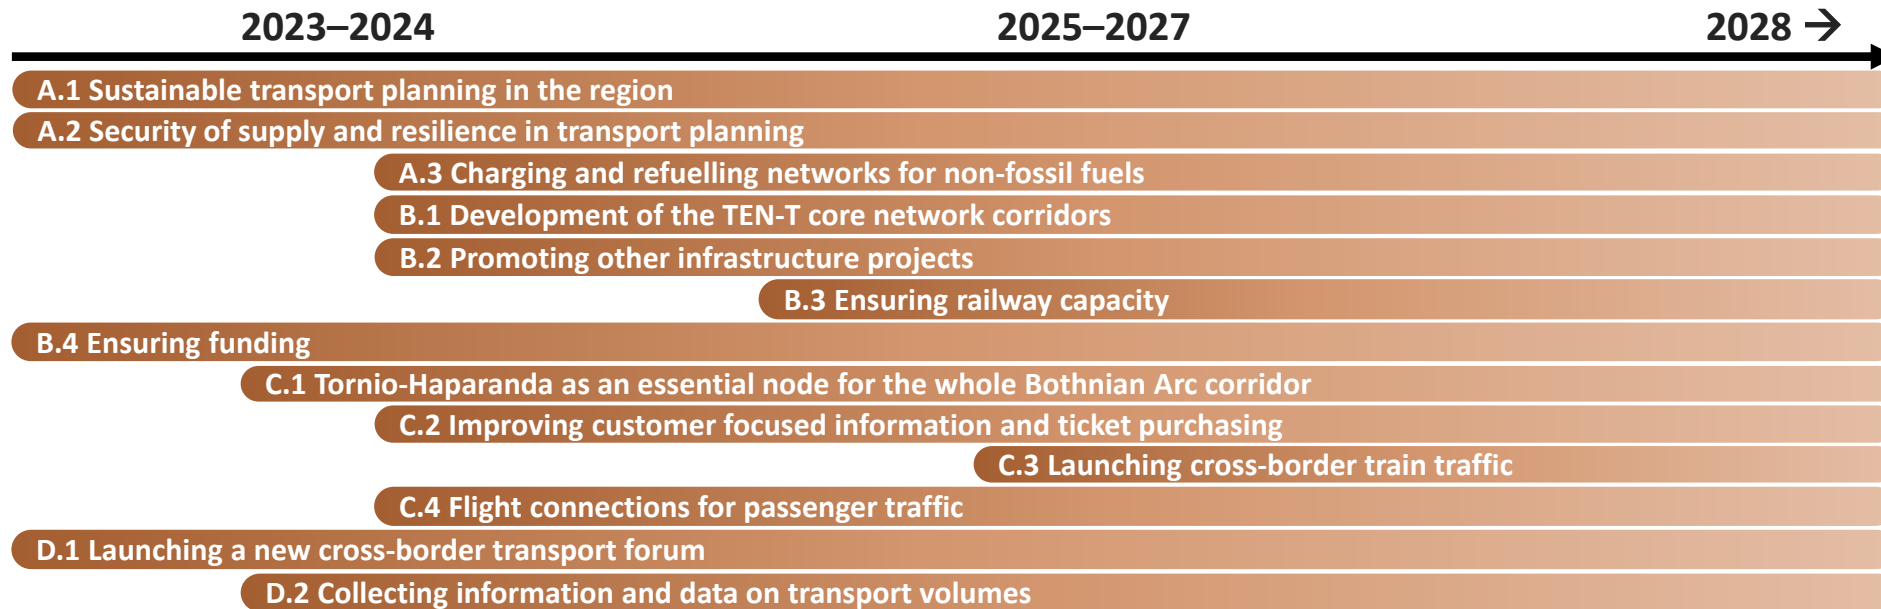 2023–2024 2025–2027 2028 →
A.1 Sustainable transport planning in the region
A.2 Security of supply and resilience in transport planning
A.3 Charging and refuelling networks for non-fossil fuels
B.1 Development of the TEN-T core network corridors
B.2 Promoting other infrastructure projects
B.3 Ensuring railway capacity
B.4 Ensuring funding
C.1 Tornio-Haparanda as an essential node for the whole Bothnian Arc corridor
C.2 Improving customer focused information and ticket purchasing
C.3 Launching cross-border train traffic
C.4 Flight connections for passenger traffic
D.1 Launching a new cross-border transport forum
D.2 Collecting information and data on transport volumes